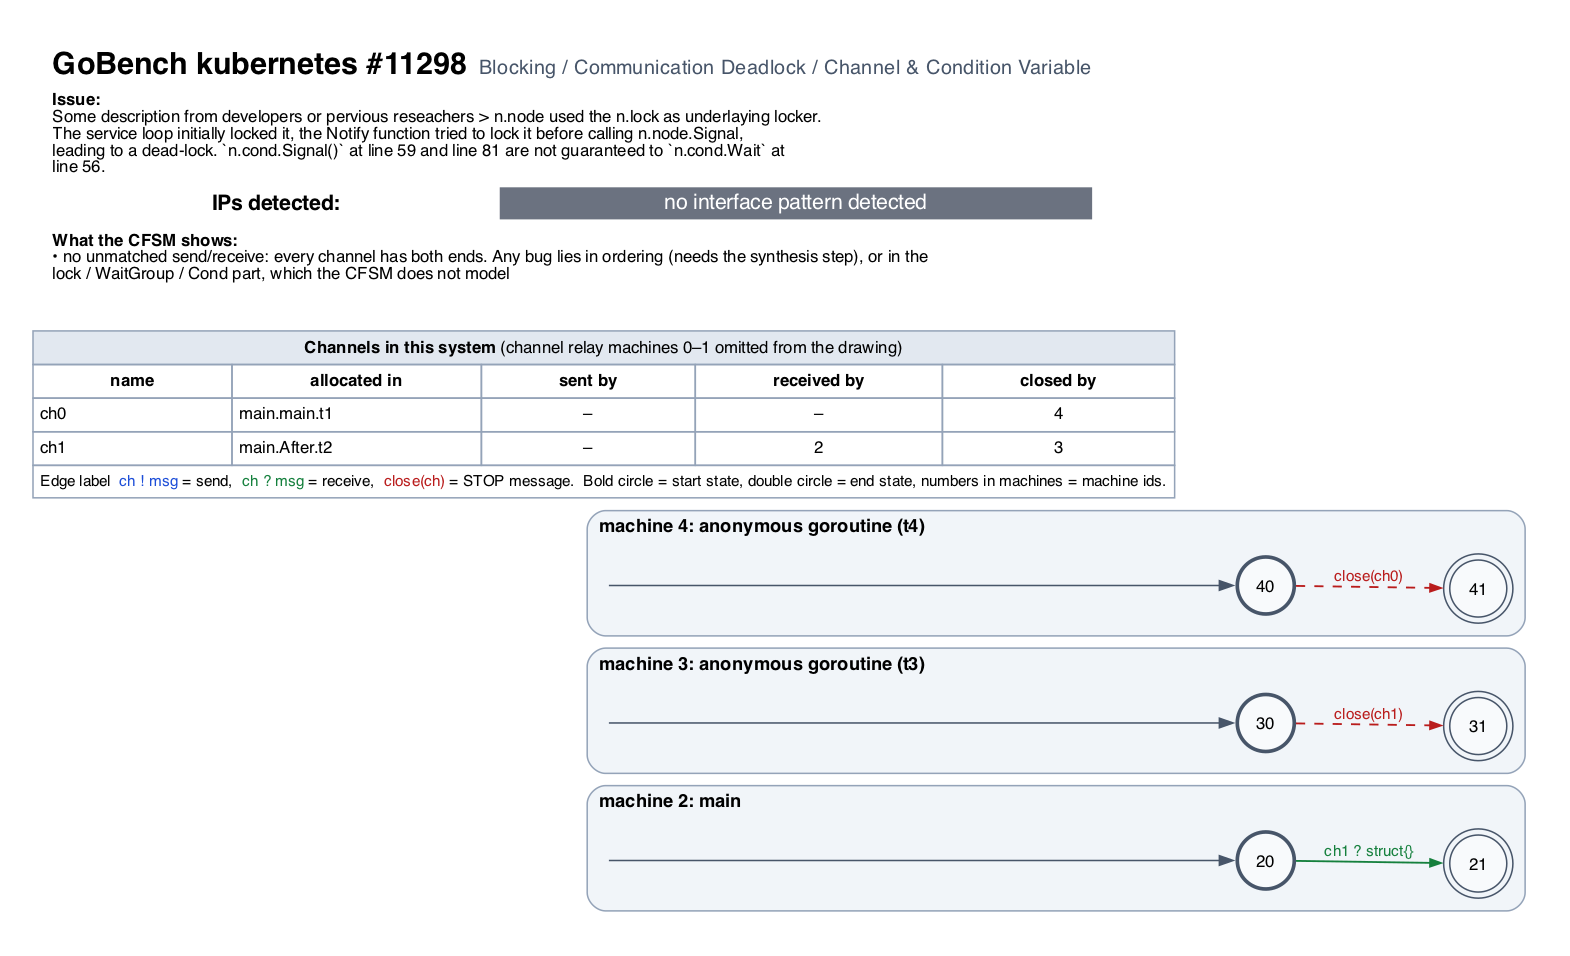 GoBench kubernetes #11298 Blocking / Communication Deadlock / Channel & Condition Variable
Issue:
Some description from developers or pervious reseachers > n.node used the n.lock as underlaying locker.
The service loop initially locked it, the Notify function tried to lock it before calling n.node.Signal,
leading to a dead-lock. `n.cond.Signal()` at line 59 and line 81 are not guaranteed to `n.cond.Wait` at
line 56.
IPs detected: no interface pattern detected
What the CFSM shows:
• no unmatched send/receive: every channel has both ends. Any bug lies in ordering (needs the synthesis step), or in the
lock / WaitGroup / Cond part, which the CFSM does not model
Channels in this system (channel relay machines 0–1 omitted from the drawing)
name allocated in sent by received by closed by
ch0 main.main.t1 – – 4
ch1 main.After.t2 – 2 3
Edge label ch ! msg = send, ch ? msg = receive, close(ch) = STOP message. Bold circle = start state, double circle = end state, numbers in machines = machine ids.
machine 4: anonymous goroutine (t4)
40 close(ch0) 41
machine 3: anonymous goroutine (t3)
30 close(ch1) 31
machine 2: main
20 ch1 ? struct{} 21